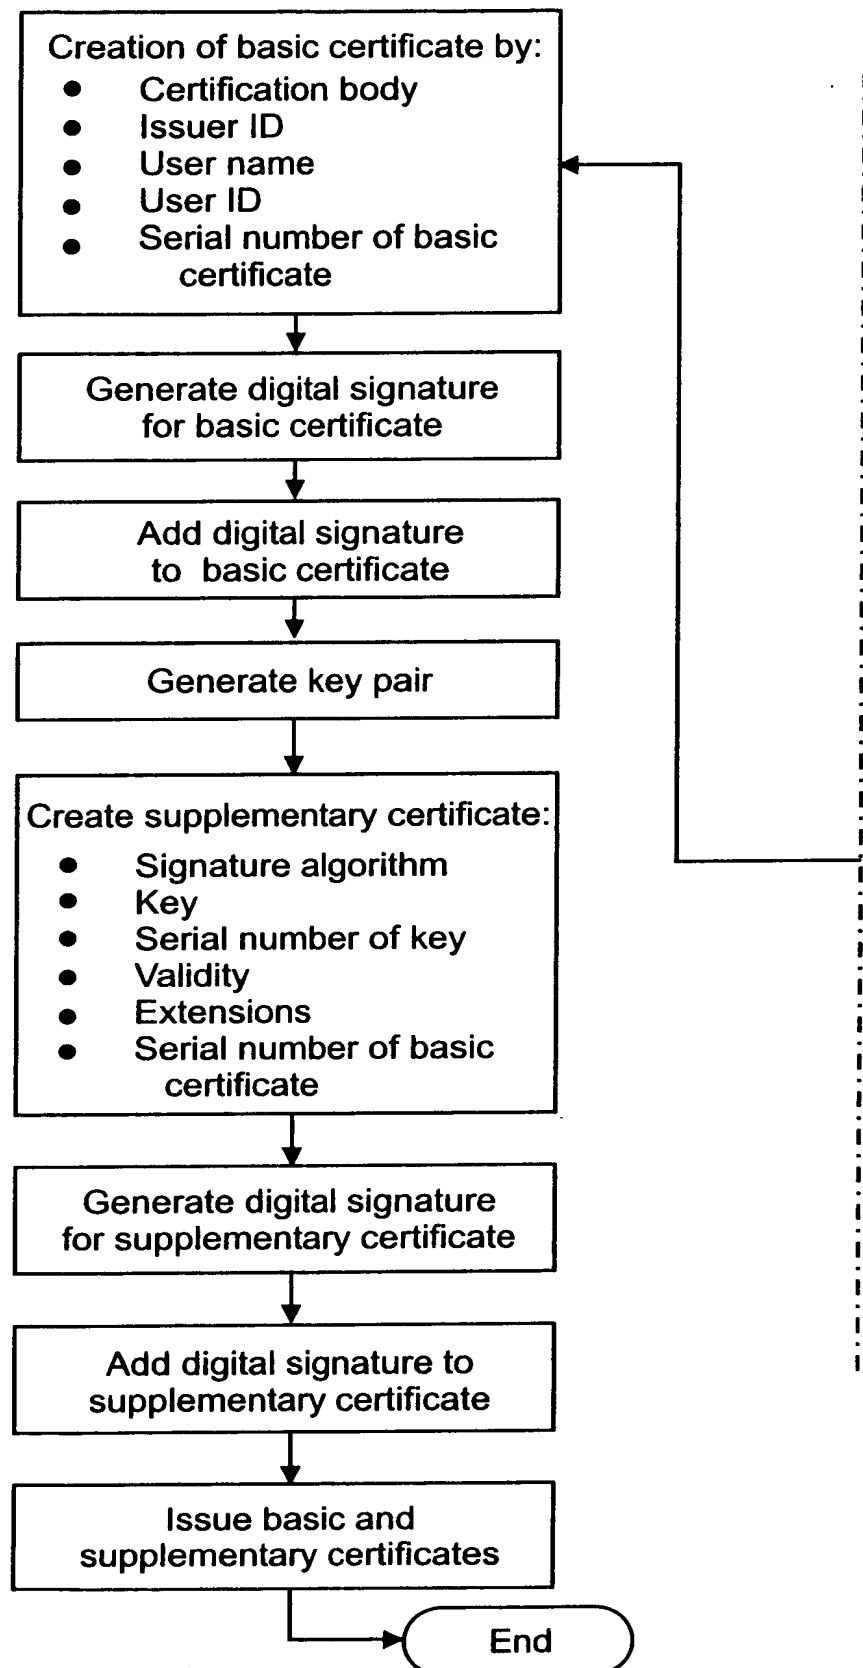 Creation of basic certificate by:
● Certification body
● Issuer ID
● User name
● User ID
● Serial number of basic
certificate
Generate digital signature
for basic certificate
Add digital signature
to basic certificate
Generate key pair
Create supplementary certificate:
● Signature algorithm
● Key
● Serial number of key
● Validity
● Extensions
● Serial number of basic
certificate
Generate digital signature
for supplementary certificate
Add digital signature to
supplementary certificate
Issue basic and
supplementary certificates
End